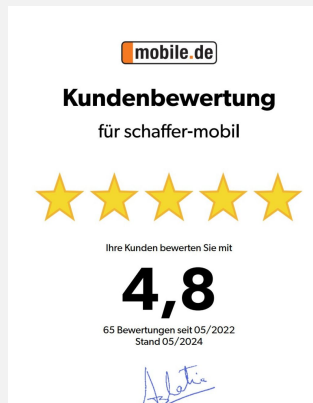 mobile.de
Kundenbewertung
für schaffer-mobil
Ihre Kunden bewerten Sie mit
4,8
65 Bewertungen seit 05/2022
Stand 05/2024